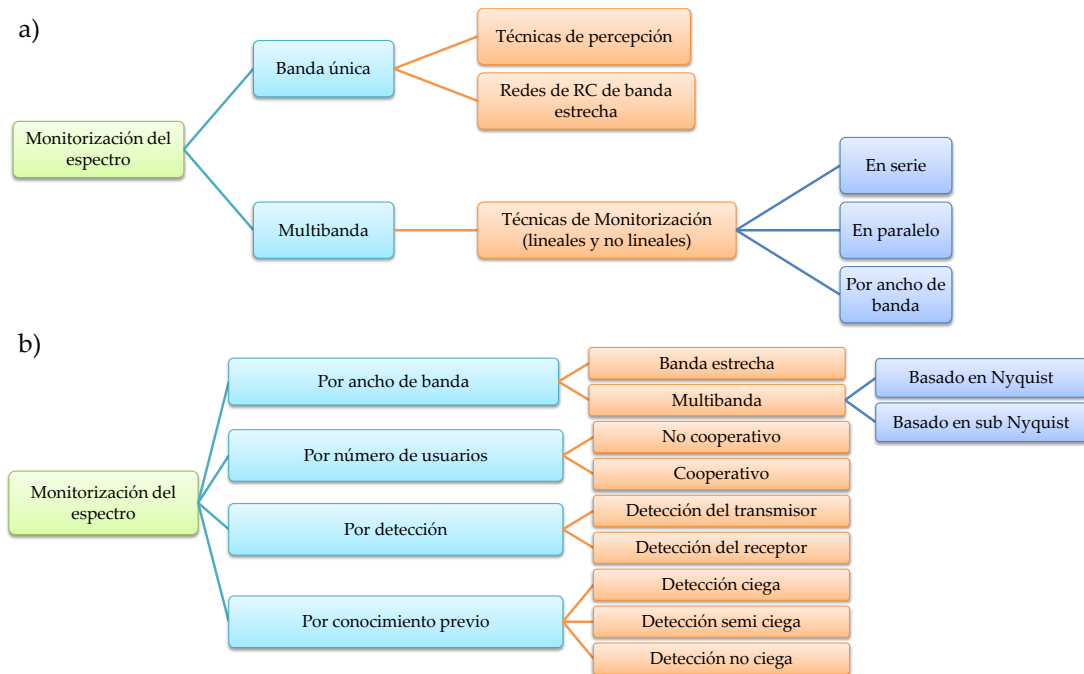 a)
Monitorización del
espectro
Banda única
Técnicas de percepción
Redes de RC de banda
estrecha
Multibanda
Técnicas de Monitorización
(lineales y no lineales)
En serie
En paralelo
Por ancho de
banda
b)
Monitorización del
espectro
Por ancho de banda
Banda estrecha
Multibanda
Basado en Nyquist
Basado en sub Nyquist
Por número de usuarios
No cooperativo
Cooperativo
Por detección
Detección del transmisor
Detección del receptor
Por conocimiento previo
Detección ciega
Detección semi ciega
Detección no ciega